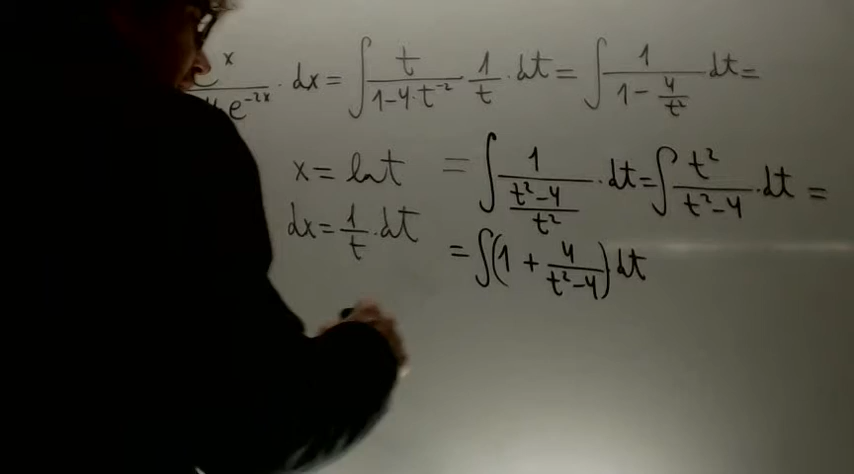 e^x / e^{-2x} · dx = ∫ t / (1-4·t^{-2}) 1/t · dt = ∫ 1 / (1 - 4/t²) dt =
x = ln t = ∫ 1 / ((t²-4)/t²) · dt = ∫ t² / (t²-4) · dt =
dx = 1/t · dt = ∫(1 + 4/(t²-4)) dt